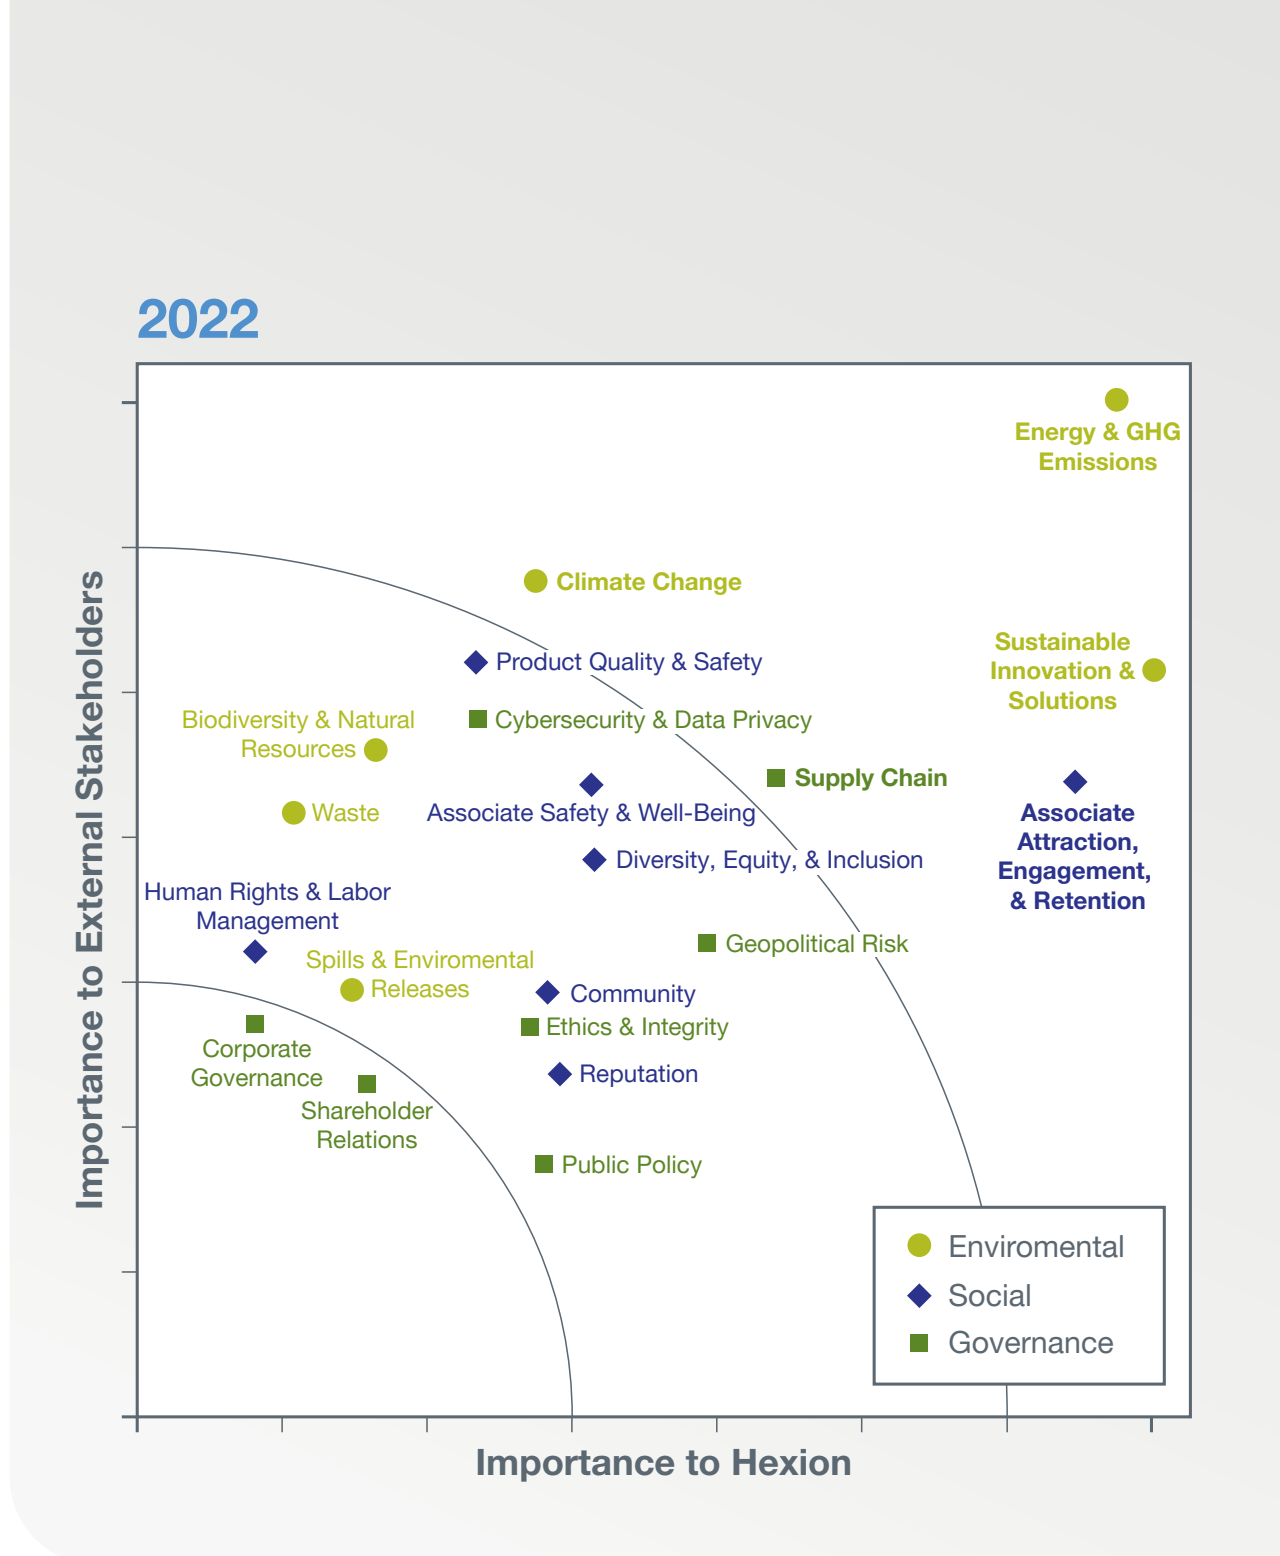 2022
Importance to External Stakeholders
Energy & GHG
Emissions
Climate Change
Sustainable
Innovation &
Solutions
Product Quality & Safety
Biodiversity & Natural
Resources
Cybersecurity & Data Privacy
Supply Chain
Waste
Associate Safety & Well-Being
Associate
Attraction,
Engagement,
& Retention
Diversity, Equity, & Inclusion
Human Rights & Labor
Management
Geopolitical Risk
Spills & Enviromental
Releases
Community
Corporate
Governance
Ethics & Integrity
Reputation
Shareholder
Relations
Public Policy
Enviromental
Social
Governance
Importance to Hexion